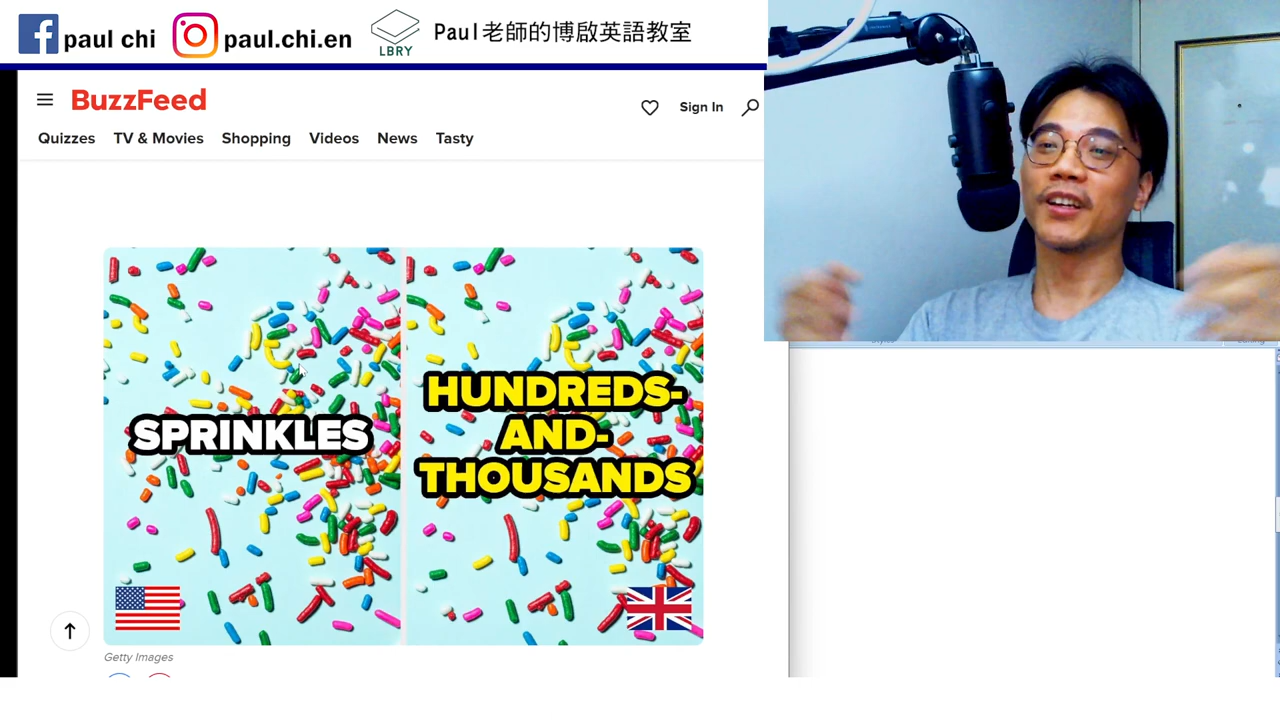 paul chi
paul.chi.en
LBRY
Paul老師的博啟英語教室
BuzzFeed
Sign In
Quizzes
TV & Movies
Shopping
Videos
News
Tasty
SPRINKLES
HUNDREDS-
AND-
THOUSANDS
Getty Images